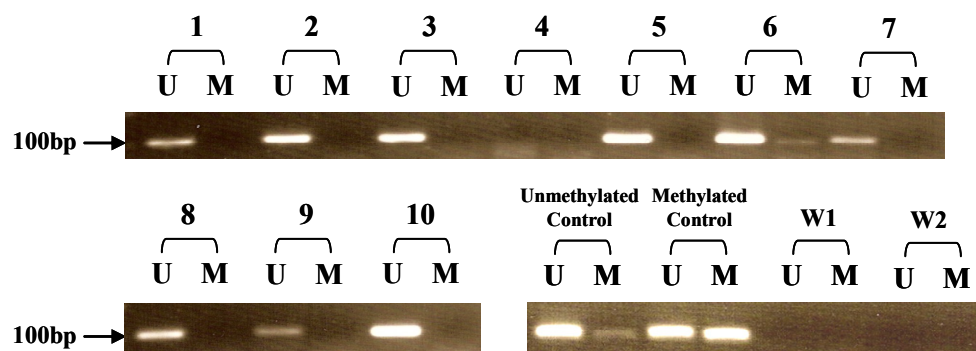 1 2 3 4 5 6 7
U M U M U M U M U M U M U M
100bp
8 9 10 Unmethylated Control Methylated Control W1 W2
U M U M U M U M U M U M U M
100bp